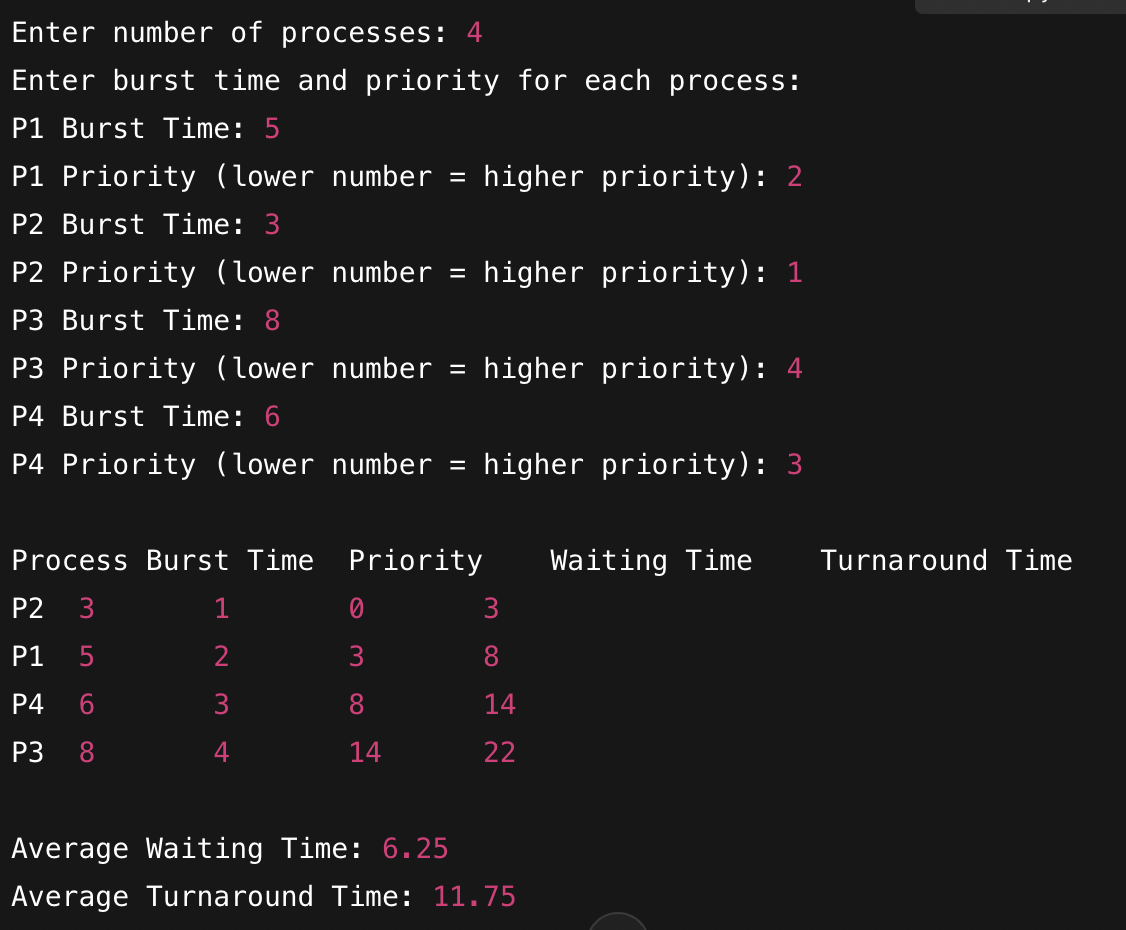 Enter number of processes: 4
Enter burst time and priority for each process:
P1 Burst Time: 5
P1 Priority (lower number = higher priority): 2
P2 Burst Time: 3
P2 Priority (lower number = higher priority): 1
P3 Burst Time: 8
P3 Priority (lower number = higher priority): 4
P4 Burst Time: 6
P4 Priority (lower number = higher priority): 3
Process Burst Time  Priority    Waiting Time    Turnaround Time
P2  3       1       0       3
P1  5       2       3       8
P4  6       3       8       14
P3  8       4       14      22
Average Waiting Time: 6.25
Average Turnaround Time: 11.75